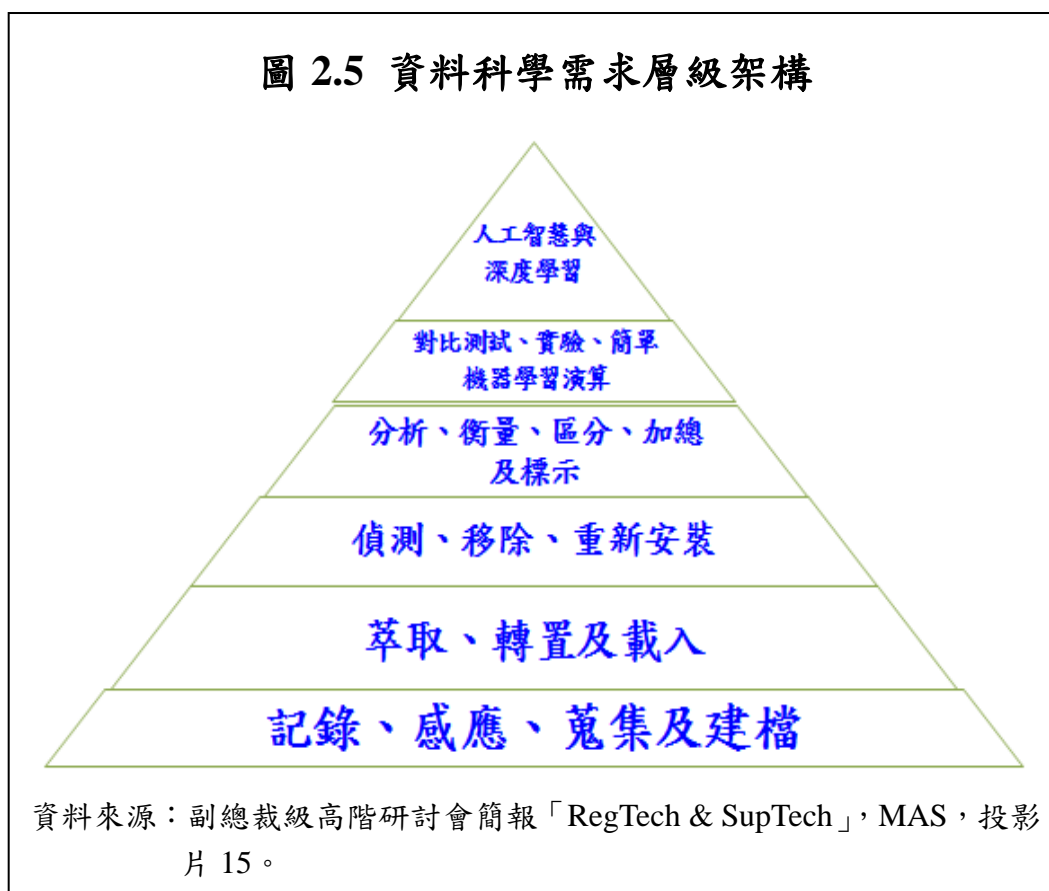 圖 2.5 資料科學需求層級架構
人工智慧與
深度學習
對比測試、實驗、簡單
機器學習演算
分析、衡量、區分、加總
及標示
偵測、移除、重新安裝
萃取、轉置及載入
記錄、感應、蒐集及建檔
資料來源：副總裁級高階研討會簡報「RegTech & SupTech」，MAS，投影
片 15。